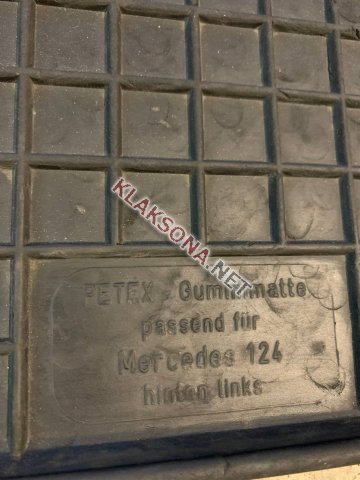 KLAKSONA.NET
PETEX - Gummimatte
passend für
Mercedes 124
hinten links